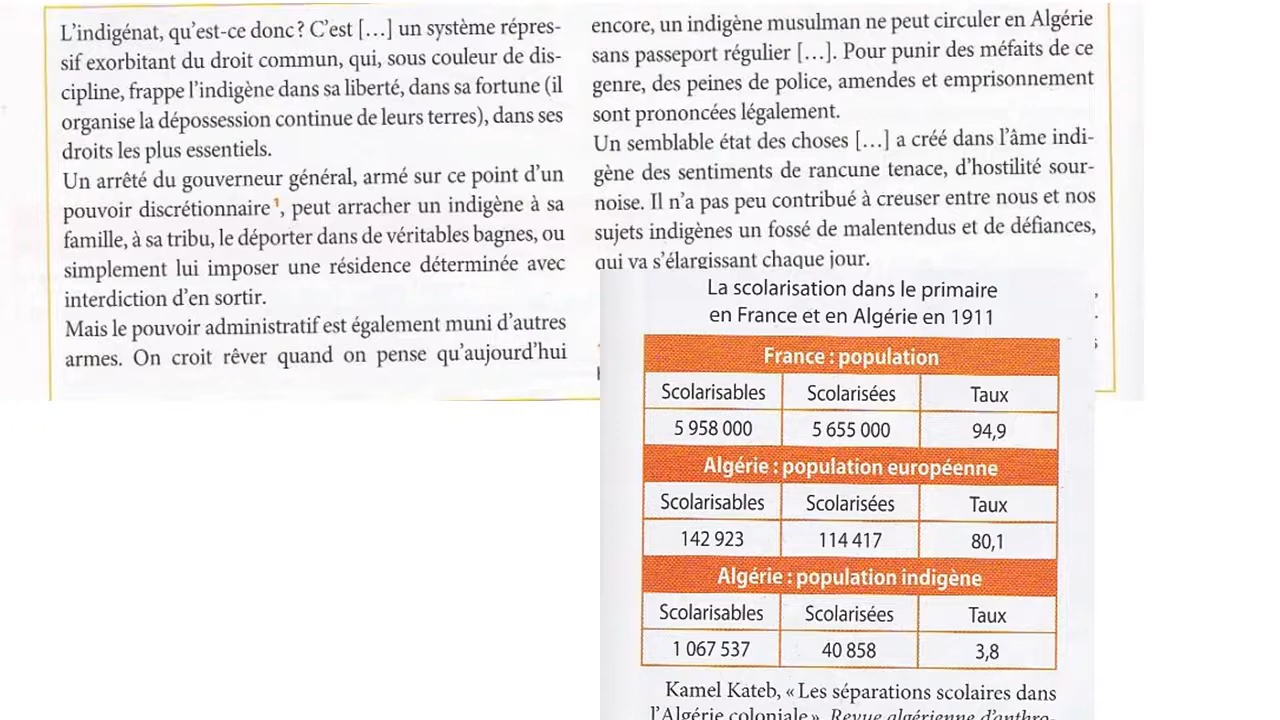 L’indigénat, qu’est-ce donc ? C’est […] un système répres-
sif exorbitant du droit commun, qui, sous couleur de dis-
cipline, frappe l’indigène dans sa liberté, dans sa fortune (il
organise la dépossession continue de leurs terres), dans ses
droits les plus essentiels.
Un arrêté du gouverneur général, armé sur ce point d’un
pouvoir discrétionnaire¹, peut arracher un indigène à sa
famille, à sa tribu, le déporter dans de véritables bagnes, ou
simplement lui imposer une résidence déterminée avec
interdiction d’en sortir.
Mais le pouvoir administratif est également muni d’autres
armes. On croit rêver quand on pense qu’aujourd’hui
encore, un indigène musulman ne peut circuler en Algérie
sans passeport régulier […]. Pour punir des méfaits de ce
genre, des peines de police, amendes et emprisonnement
sont prononcées légalement.
Un semblable état des choses […] a créé dans l’âme indi-
gène des sentiments de rancune tenace, d’hostilité sour-
noise. Il n’a pas peu contribué à creuser entre nous et nos
sujets indigènes un fossé de malentendus et de défiances,
qui va s’élargissant chaque jour.
La scolarisation dans le primaire
en France et en Algérie en 1911
France : population
Scolarisables Scolarisées Taux
5 958 000 5 655 000 94,9
Algérie : population européenne
Scolarisables Scolarisées Taux
142 923 114 417 80,1
Algérie : population indigène
Scolarisables Scolarisées Taux
1 067 537 40 858 3,8
Kamel Kateb, « Les séparations scolaires dans
l’Algérie coloniale », Revue algérienne d’anthro-